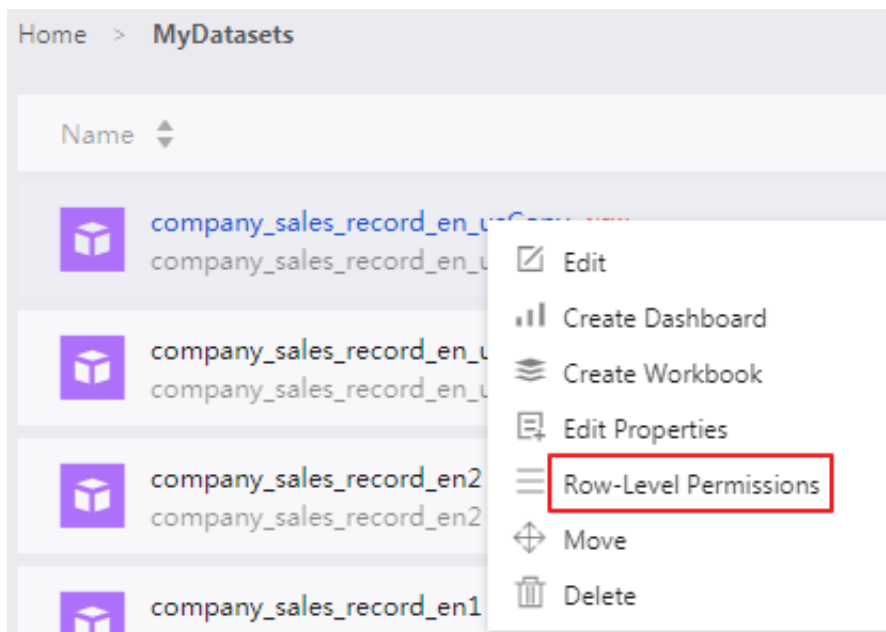 Home > MyDatasets
Name
company_sales_record_en_usCopy
company_sales_record_en_u
Edit
Create Dashboard
company_sales_record_en_u
Create Workbook
company_sales_record_en_u
Edit Properties
company_sales_record_en2
Row-Level Permissions
company_sales_record_en2
Move
Delete
company_sales_record_en1